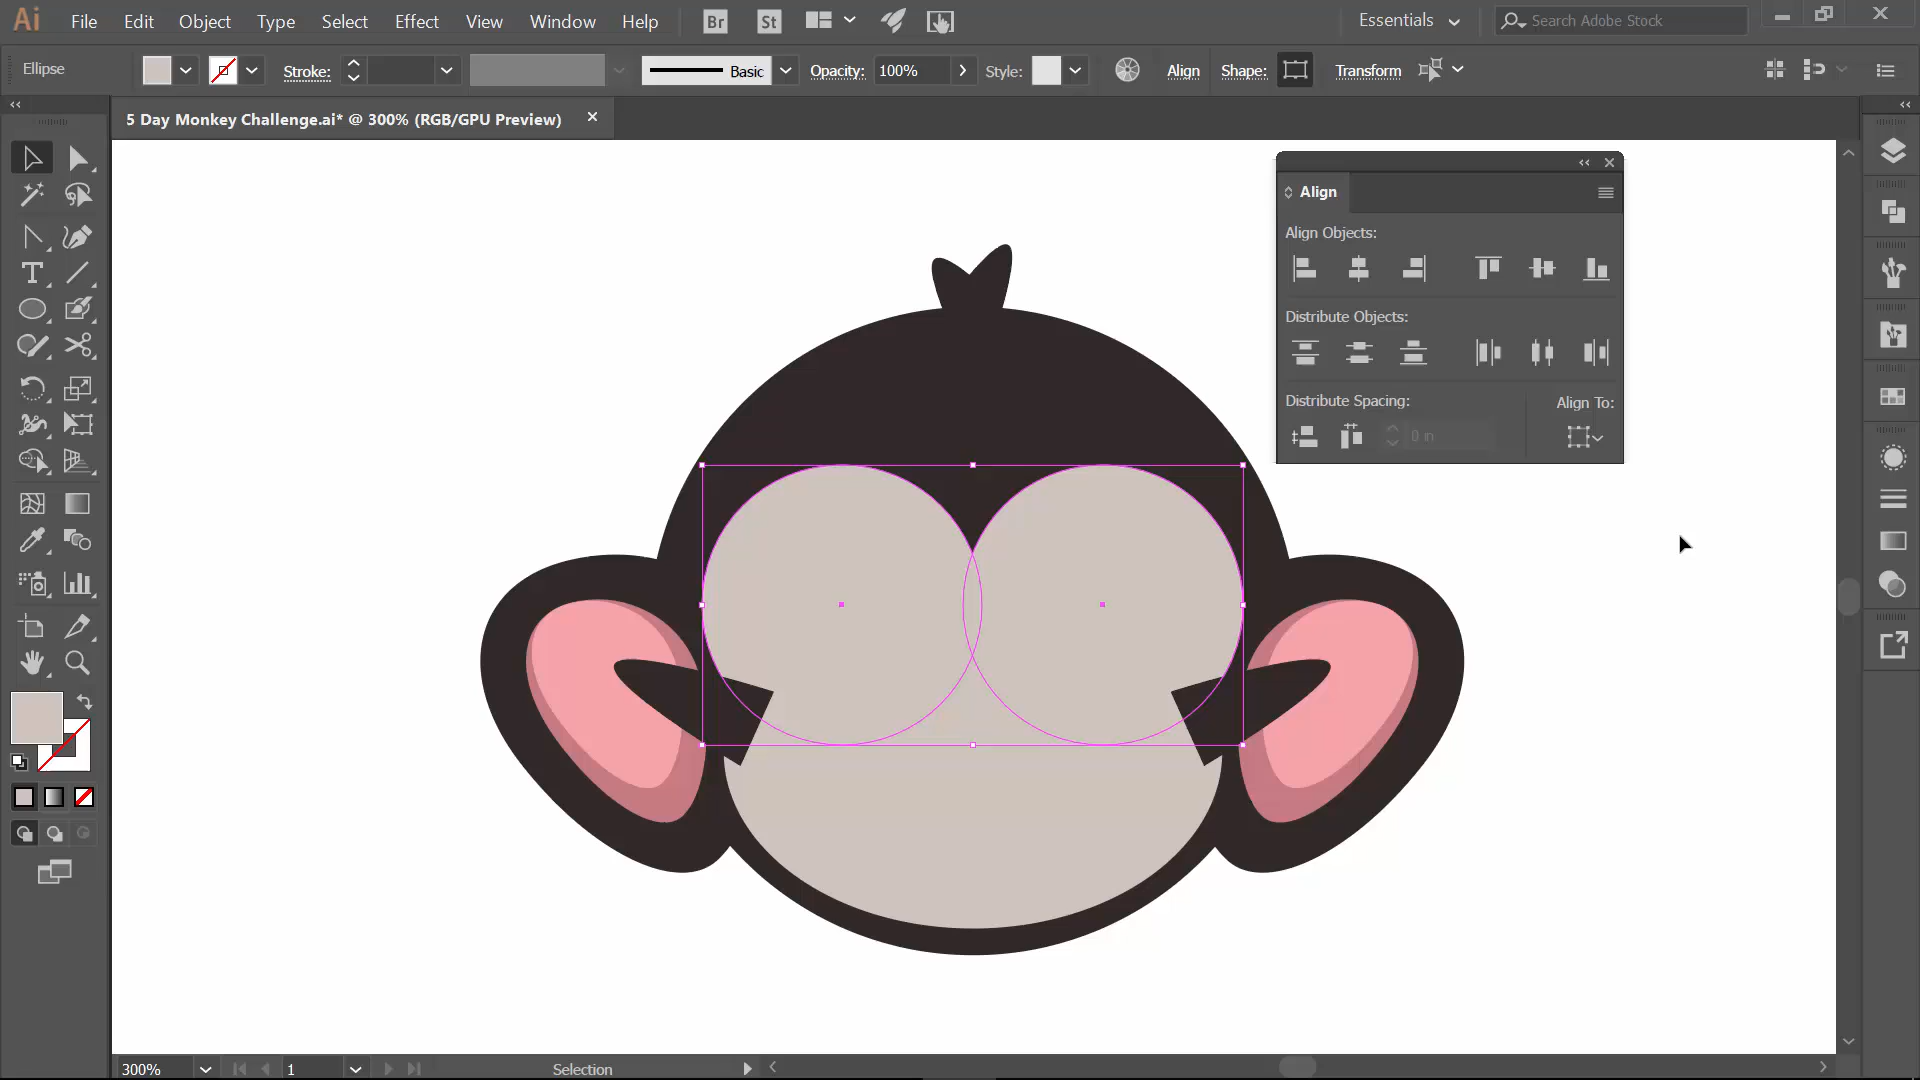 Ai File Edit Object Type Select Effect View Window Help Br St Essentials Search Adobe Stock
Ellipse Stroke: Basic Opacity: 100% Style: Align Shape: Transform
5 Day Monkey Challenge.ai* @ 300% (RGB/GPU Preview)
Align
Align Objects:
Distribute Objects:
Distribute Spacing: Align To:
0 in
300% 1 Selection